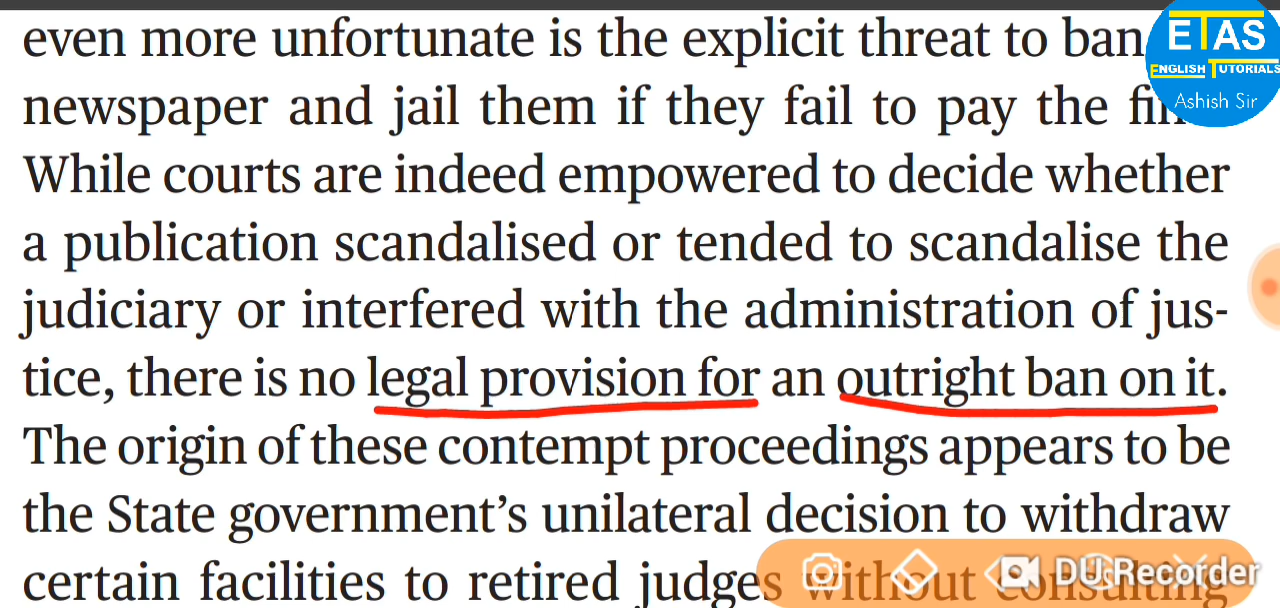 even more unfortunate is the explicit threat to ban
ETAS
ENGLISH TUTORIALS
Ashish Sir
newspaper and jail them if they fail to pay the
While courts are indeed empowered to decide whether
a publication scandalised or tended to scandalise the
judiciary or interfered with the administration of jus-
tice, there is no legal provision for an outright ban on it.
The origin of these contempt proceedings appears to be
the State government's unilateral decision to withdraw
certain facilities to retired judges without consulting
DU Recorder